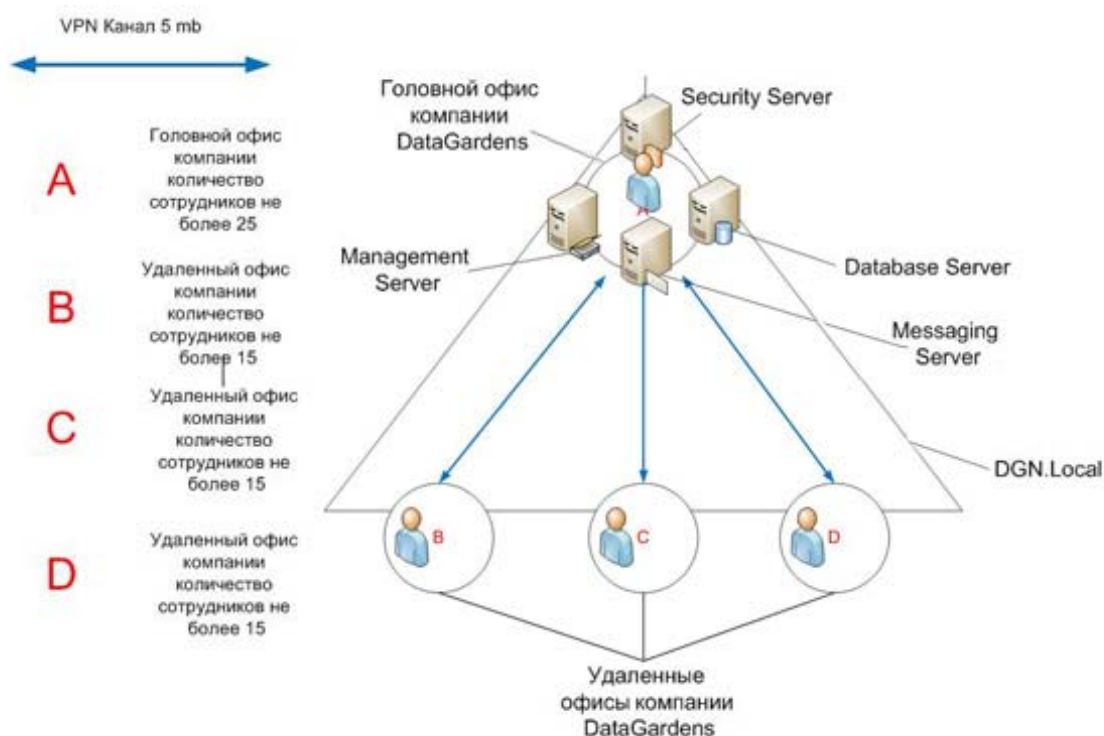 VPN Канал 5 mb
A
Головной офис
компании
количество
сотрудников не
более 25
B
Удаленный офис
компании
количество
сотрудников не
более 15
C
Удаленный офис
компании
количество
сотрудников не
более 15
D
Удаленный офис
компании
количество
сотрудников не
более 15
Головной офис
компании
DataGardens
Security Server
A
Management
Server
Database Server
Messaging
Server
DGN.Local
B
C
D
Удаленные
офисы компании
DataGardens